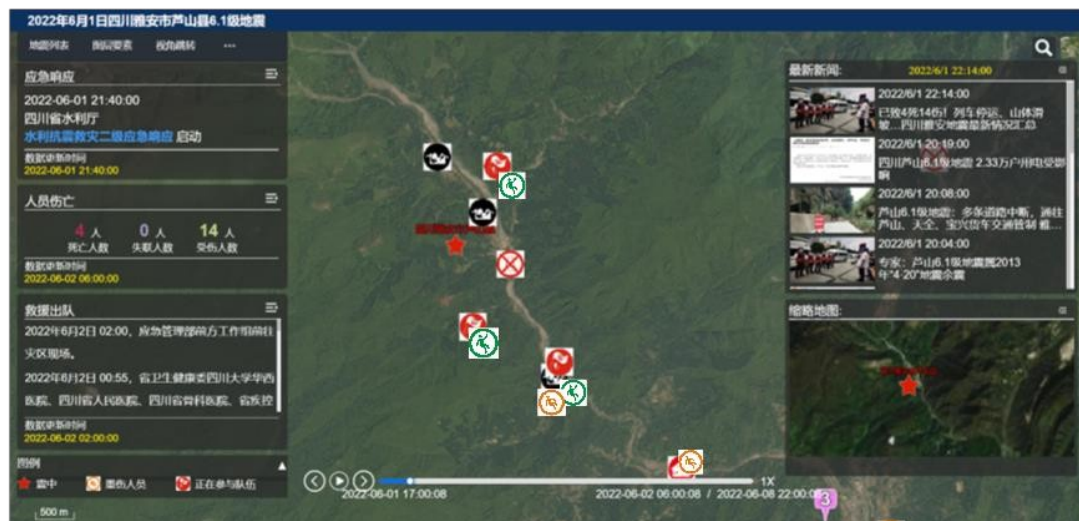 2022年6月1日四川雅安市芦山县6.1级地震
地震列表 图层要素 视角跳转 ···
应急响应
2022-06-01 21:40:00
四川省水利厅
水利抗震救灾二级应急响应 启动
数据更新时间
2022-06-01 21:40:00
人员伤亡
4 人 0 人 14 人
死亡人数 失联人数 受伤人数
数据更新时间
2022-06-02 06:00:00
救援出队
2022年6月2日 02:00，应急管理部前方工作组前往
灾区现场。
2022年6月2日 00:55，省卫生健康委四川大学华西
医院、四川省人民医院、四川省骨科医院、省疾控
数据更新时间
2022-06-02 02:00:00
图例
震中 重伤人员 正在参与队伍
500 m
2022-06-01 17:00:08
2022-06-02 06:00:08 / 2022-06-08 22:00:08
1X
3
最新新闻: 2022/6/1 22:14:00
2022/6/1 22:14:00
已致4死14伤！列车停运、山体滑
坡...四川雅安地震最新情况汇总
2022/6/1 20:19:00
四川芦山6.1级地震 2.33万户用电受影
响
2022/6/1 20:08:00
芦山6.1级地震：多条道路中断，通往
芦山、天全、宝兴货车交通管制 雅...
2022/6/1 20:04:00
专家：芦山6.1级地震属2013
年“4·20”地震余震
缩略地图: